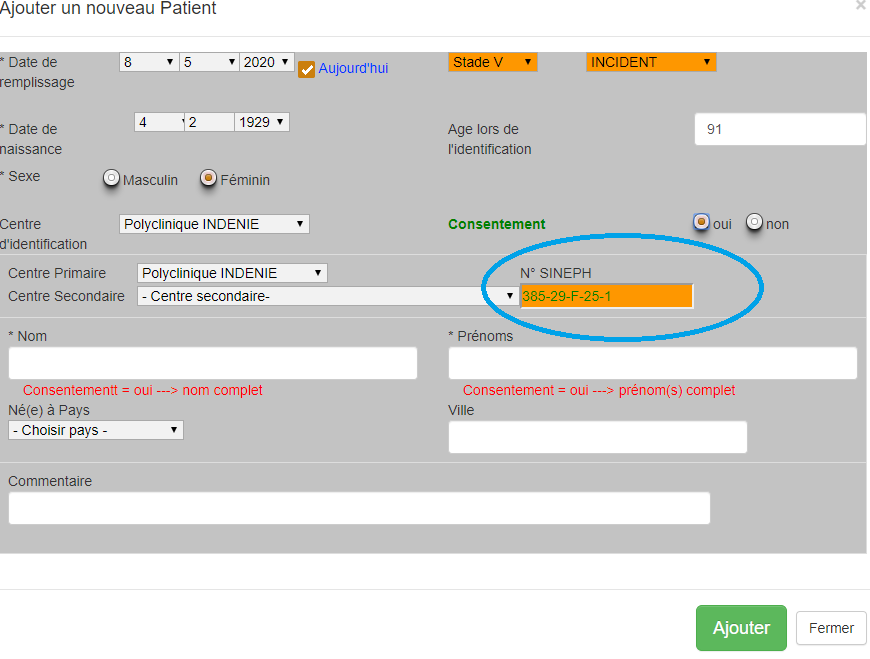 Ajouter un nouveau Patient
×
* Date de remplissage
8 5 2020 Aujourd'hui
Stade V INCIDENT
* Date de naissance
4 2 1929
Age lors de l'identification
91
* Sexe
Masculin Féminin
Centre d'identification
Polyclinique INDENIE
Consentement
oui non
Centre Primaire
Polyclinique INDENIE
N° SINEPH
Centre Secondaire
- Centre secondaire-
385-29-F-25-1
* Nom
* Prénoms
Consentementt = oui ---> nom complet
Consentement = oui ---> prénom(s) complet
Né(e) à Pays
Ville
- Choisir pays -
Commentaire
Ajouter
Fermer